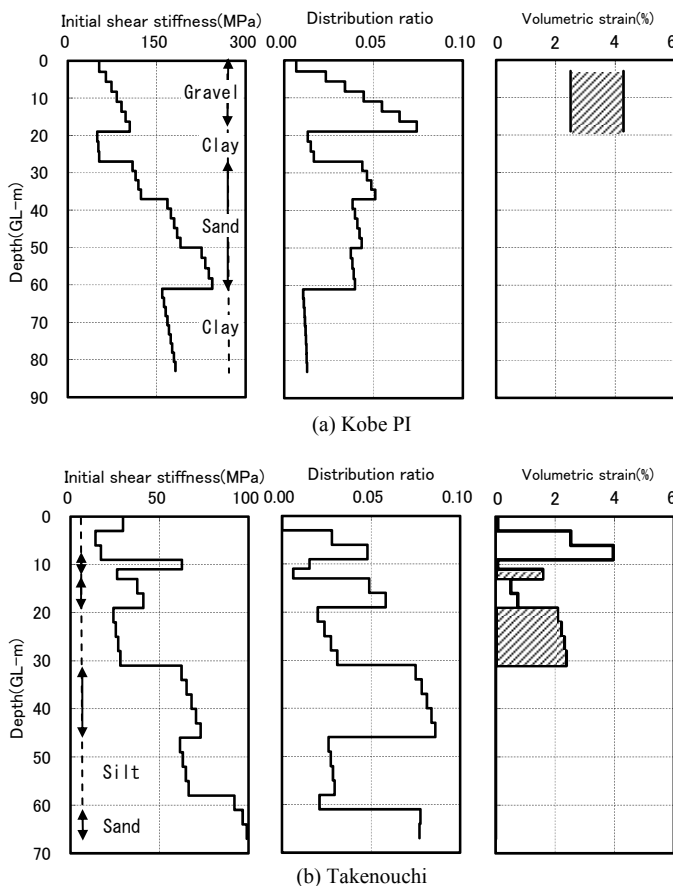 Initial shear stiffness(MPa) Distribution ratio Volumetric strain(%)
0 150 300 0.00 0.05 0.10 0 2 4 6
0
10
20
30
40
50
60
70
80
90
Depth(GL-m)
Gravel
Clay
Sand
Clay
(a) Kobe PI
Initial shear stiffness(MPa) Distribution ratio Volumetric strain(%)
0 50 100 0.00 0.05 0.10 0 2 4 6
0
10
20
30
40
50
60
70
Depth(GL-m)
Silt
Sand
(b) Takenouchi